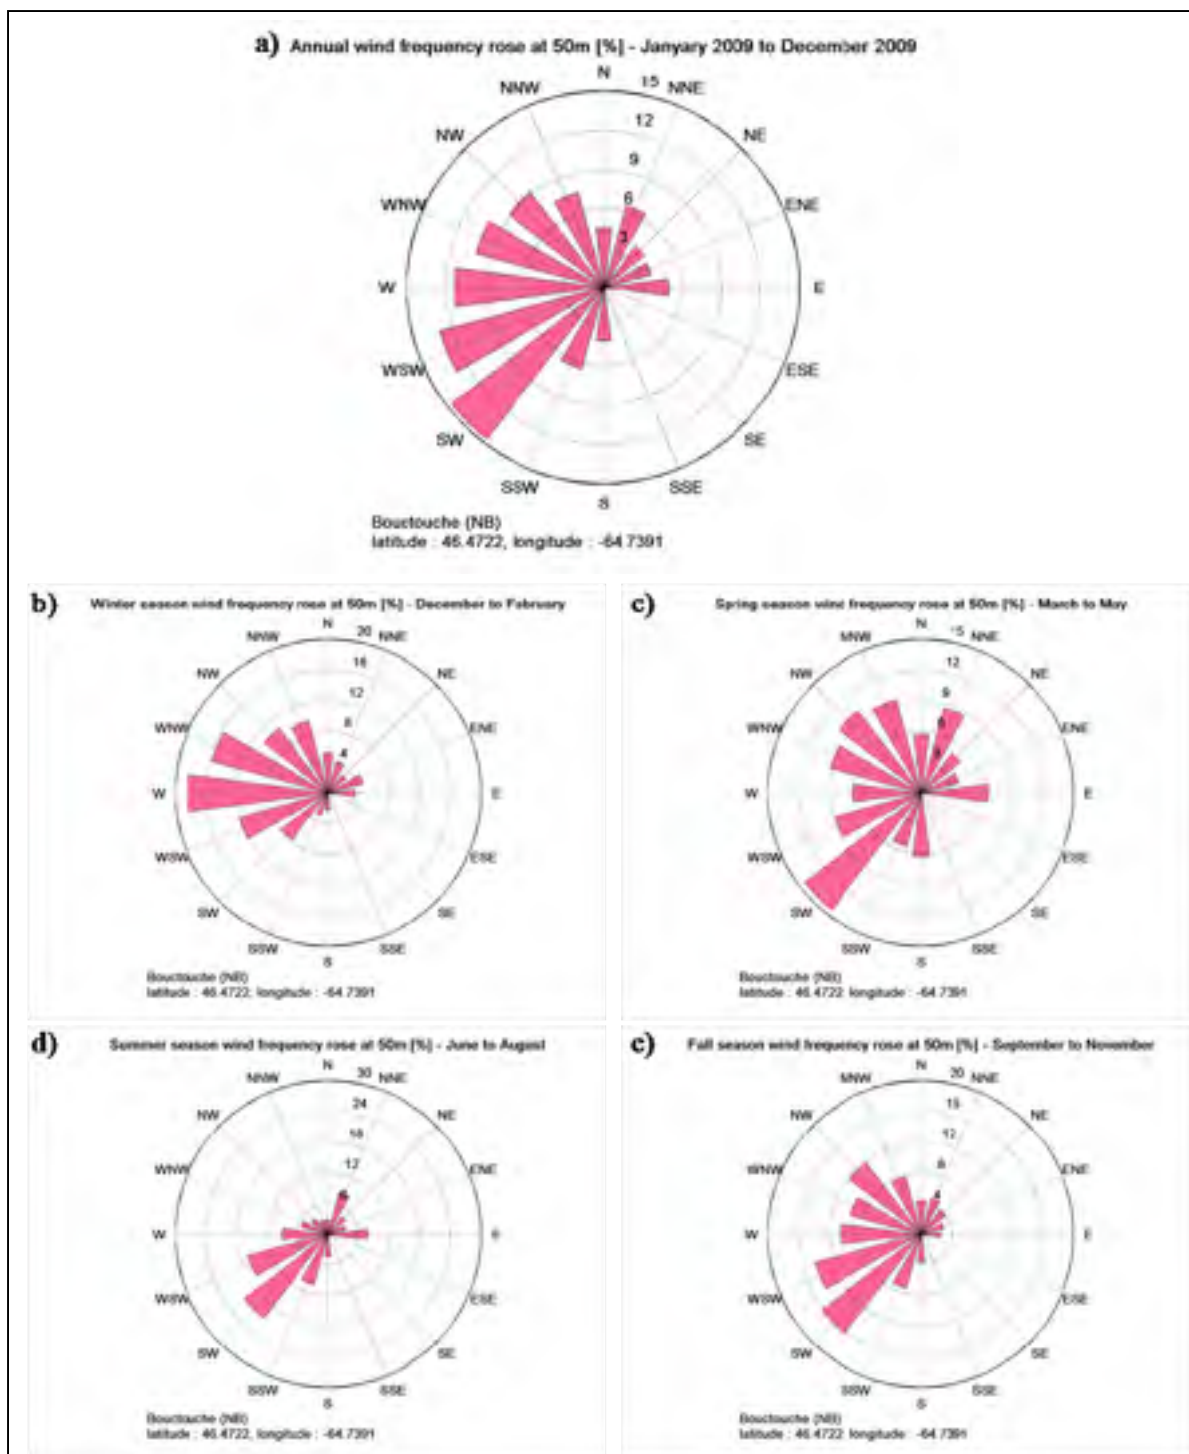 a) Annual wind frequency rose at 50m [%] - Janyary 2009 to December 2009
N
NNW 15 NNE
12
NW NE
9
WNW 6 ENE
3
W E
WSW ESE
SW SE
SSW SSE
S
Bouctouche (NB)
latitude : 46.4722, longitude : -64.7391
b) Winter season wind frequency rose at 50m [%] - December to February
N
NNW 20 NNE
16
NW NE
12
WNW 8 ENE
4
W E
WSW ESE
SW SE
SSW SSE
S
Bouctouche (NB)
latitude : 46.4722, longitude : -64.7391
c) Spring season wind frequency rose at 50m [%] - March to May
N
NNW 15 NNE
12
NW NE
9
WNW 6 ENE
W E
WSW ESE
SW SE
SSW SSE
S
Bouctouche (NB)
latitude : 46.4722 longitude : -64.7391
d) Summer season wind frequency rose at 50m [%] - June to August
N
NNW 30 NNE
24
NW NE
18
WNW 12 ENE
6
W E
WSW ESE
SW SE
SSW SSE
S
Bouctouche (NB)
latitude : 46.4722, longitude : -64.7391
c) Fall season wind frequency rose at 50m [%] - September to November
N
NNW 20 NNE
NW NE
12
WNW 8 ENE
4
W E
WSW ESE
SW SE
SSW SSE
S
Bouctouche (NB)
latitude : 46.4722, longitude : -64.7391